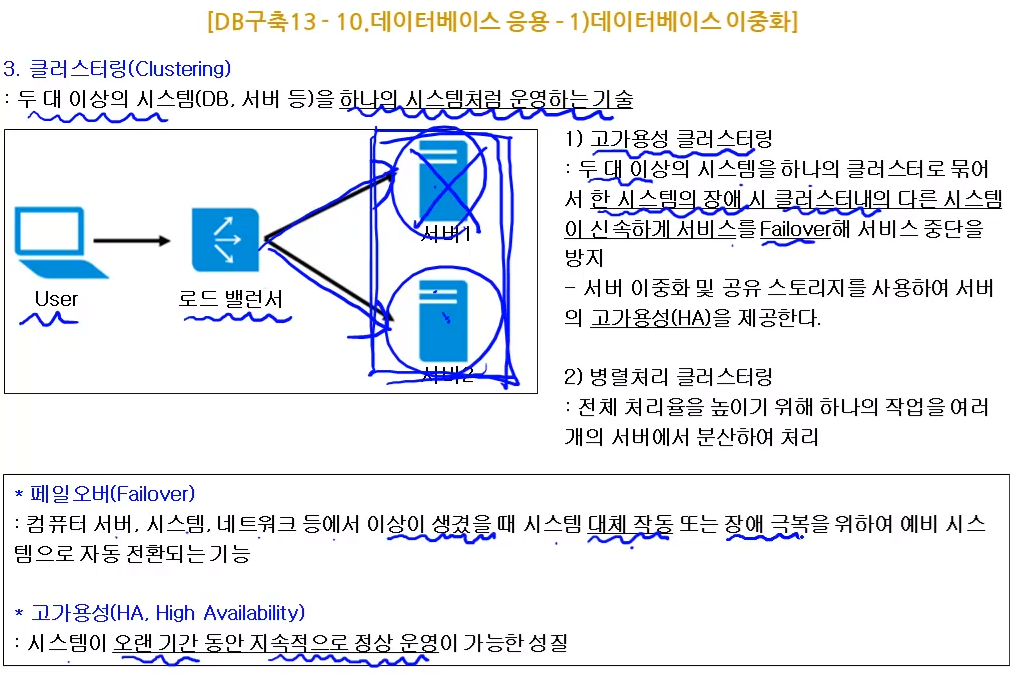 [DB구축13 - 10.데이터베이스 응용 - 1)데이터베이스 이중화]
3. 클러스터링(Clustering)
: 두 대 이상의 시스템(DB, 서버 등)을 하나의 시스템처럼 운영하는 기술
User
로드 밸런서
서버1
서버2
1) 고가용성 클러스터링
: 두 대 이상의 시스템을 하나의 클러스터로 묶어
서 한 시스템의 장애 시 클러스터내의 다른 시스템
이 신속하게 서비스를 Failover해 서비스 중단을
방지
- 서버 이중화 및 공유 스토리지를 사용하여 서버
의 고가용성(HA)을 제공한다.
2) 병렬처리 클러스터링
: 전체 처리율을 높이기 위해 하나의 작업을 여러
개의 서버에서 분산하여 처리
* 페일오버(Failover)
: 컴퓨터 서버, 시스템, 네트워크 등에서 이상이 생겼을 때 시스템 대체 작동 또는 장애 극복을 위하여 예비 시스
템으로 자동 전환되는 기능
* 고가용성(HA, High Availability)
: 시스템이 오랜 기간 동안 지속적으로 정상 운영이 가능한 성질